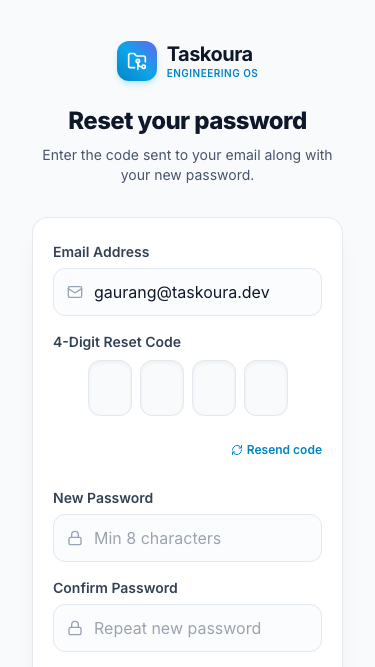 Taskoura
ENGINEERING OS
Reset your password
Enter the code sent to your email along with
your new password.
Email Address
gaurang@taskoura.dev
4-Digit Reset Code
Resend code
New Password
Min 8 characters
Confirm Password
Repeat new password